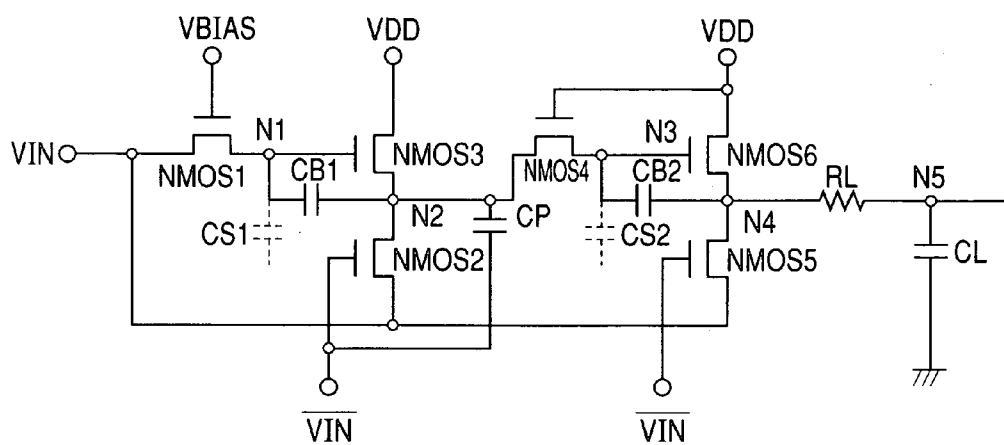 VBIAS
VDD
VDD
VIN
N1
NMOS1
NMOS3
CB1
CS1
N2
CP
NMOS2
N3
NMOS4
NMOS6
CB2
CS2
N4
NMOS5
RL
N5
CL
VIN
VIN